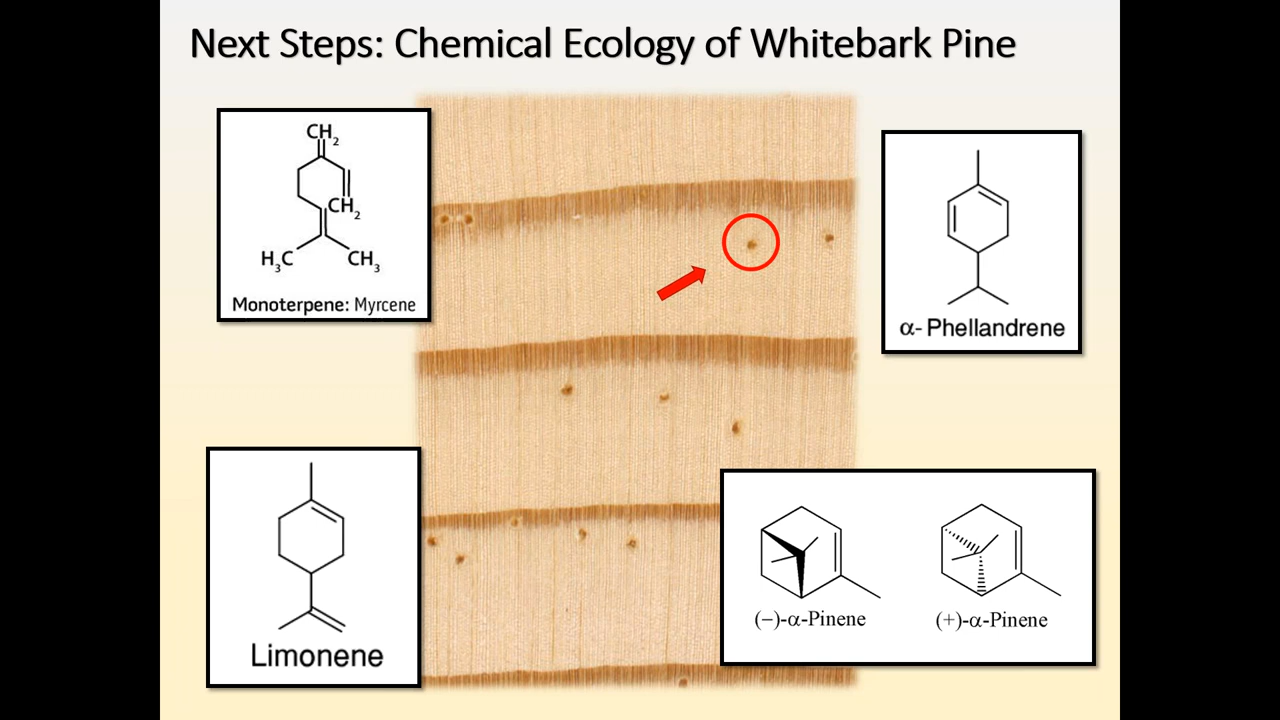 Next Steps: Chemical Ecology of Whitebark Pine
CH2
CH2
H3C CH3
Monoterpene: Myrcene
α- Phellandrene
Limonene
(−)-α-Pinene (+)-α-Pinene